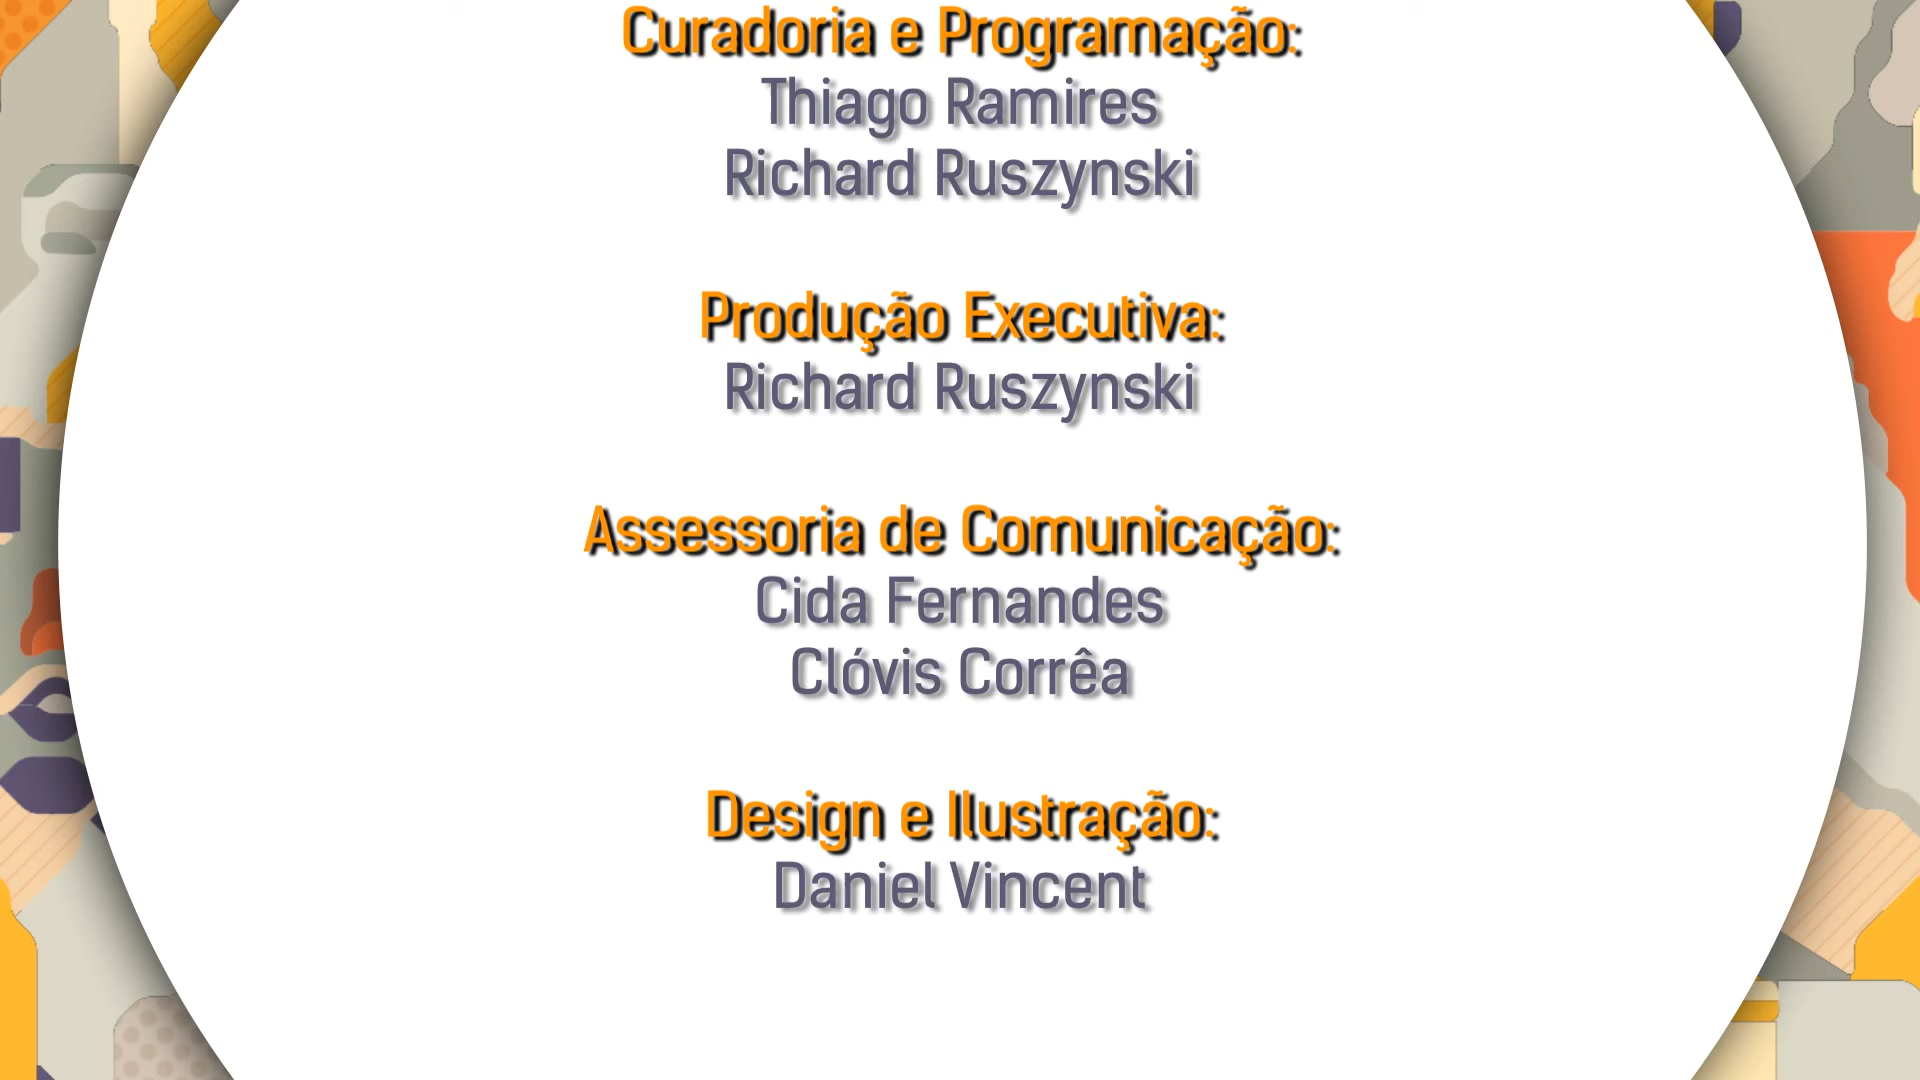 Curadoria e Programação:
Thiago Ramires
Richard Ruszynski
Produção Executiva:
Richard Ruszynski
Assessoria de Comunicação:
Cida Fernandes
Clóvis Corrêa
Design e Ilustração:
Daniel Vincent